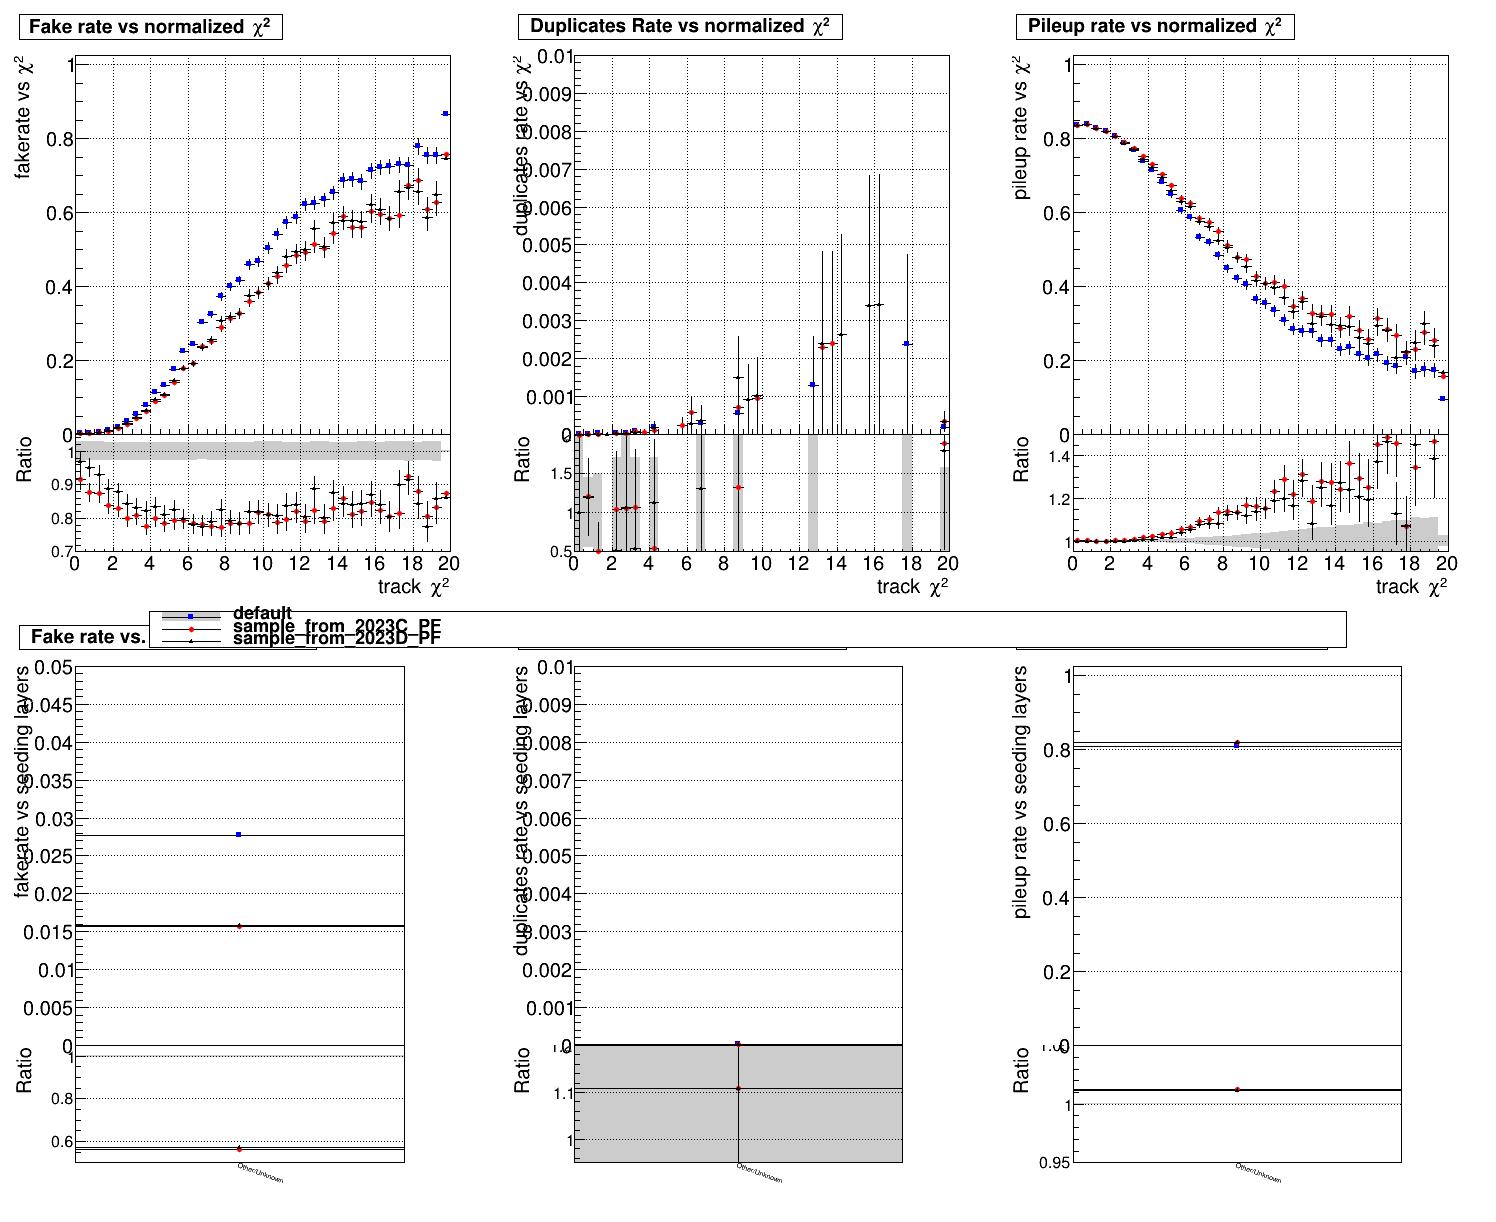 Fake rate vs normalized χ²
fakerate vs χ²
1
0.8
0.6
0.4
0.2
0
Ratio
1
0.9
0.8
0.7
0 2 4 6 8 10 12 14 16 18 20
track χ²
Duplicates Rate vs normalized χ²
duplicates rate vs χ²
0.01
0.009
0.008
0.007
0.006
0.005
0.004
0.003
0.002
0.001
0
Ratio
1.5
1
0.5
0 2 4 6 8 10 12 14 16 18 20
track χ²
Pileup rate vs normalized χ²
pileup rate vs χ²
1
0.8
0.6
0.4
0.2
0
Ratio
1.4
1.2
1
0 2 4 6 8 10 12 14 16 18 20
track χ²
default
sample_from_2023C_PF
sample_from_2023D_PF
Fake rate vs.
fakerate vs seeding layers
0.05
0.045
0.04
0.035
0.03
0.025
0.02
0.015
0.01
0.005
0
Ratio
1
0.8
0.6
Other/Unknown
duplicates rate vs seeding layers
0.01
0.009
0.008
0.007
0.006
0.005
0.004
0.003
0.002
0.001
0
Ratio
1.1
1
Other/Unknown
pileup rate vs seeding layers
1
0.8
0.6
0.4
0.2
0
Ratio
1
0.95
Other/Unknown